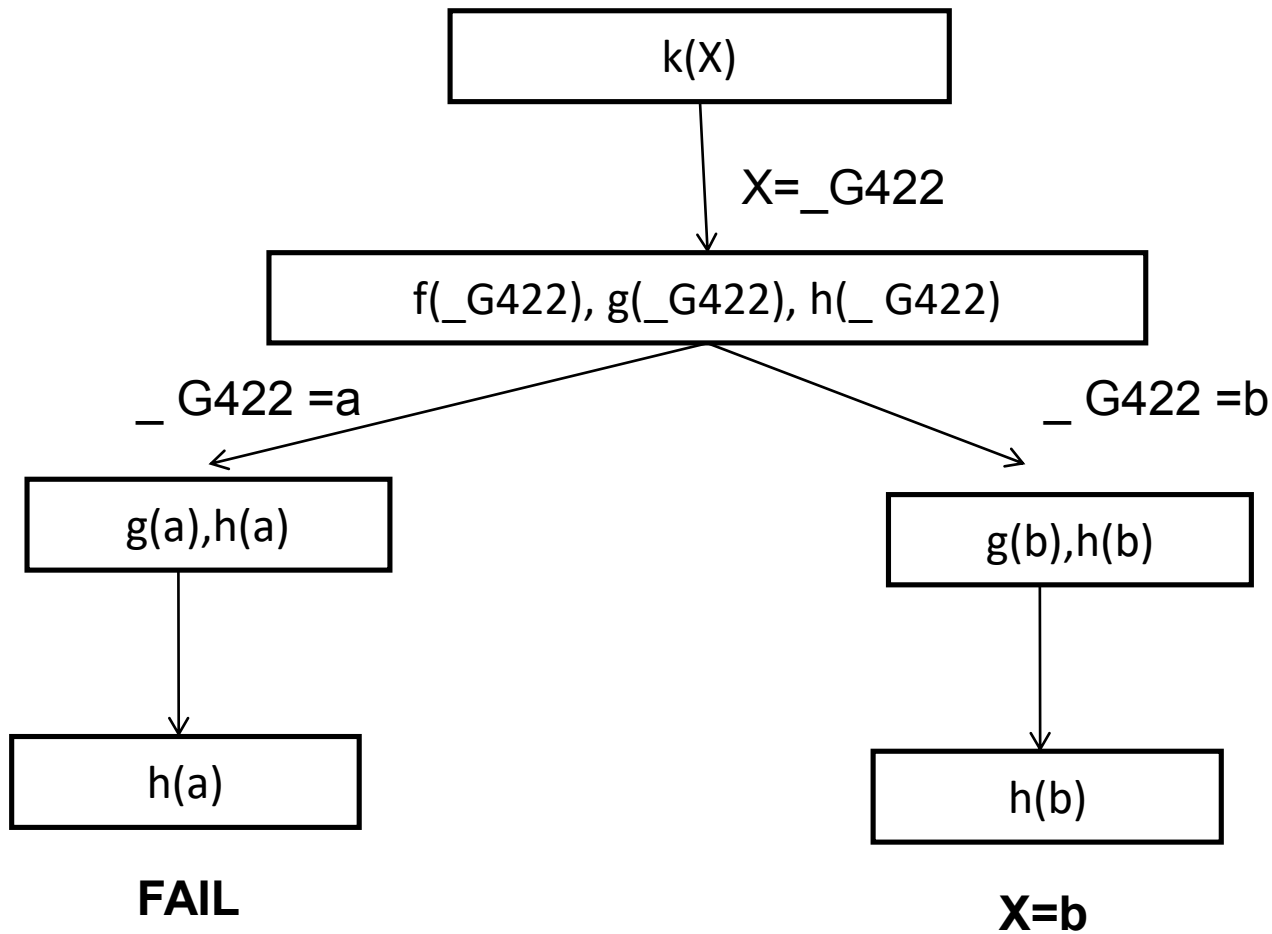 k(X)
X=_G422
f(_G422), g(_G422), h(_ G422)
_ G422 =a
_ G422 =b
g(a),h(a)
g(b),h(b)
h(a)
h(b)
FAIL
X=b